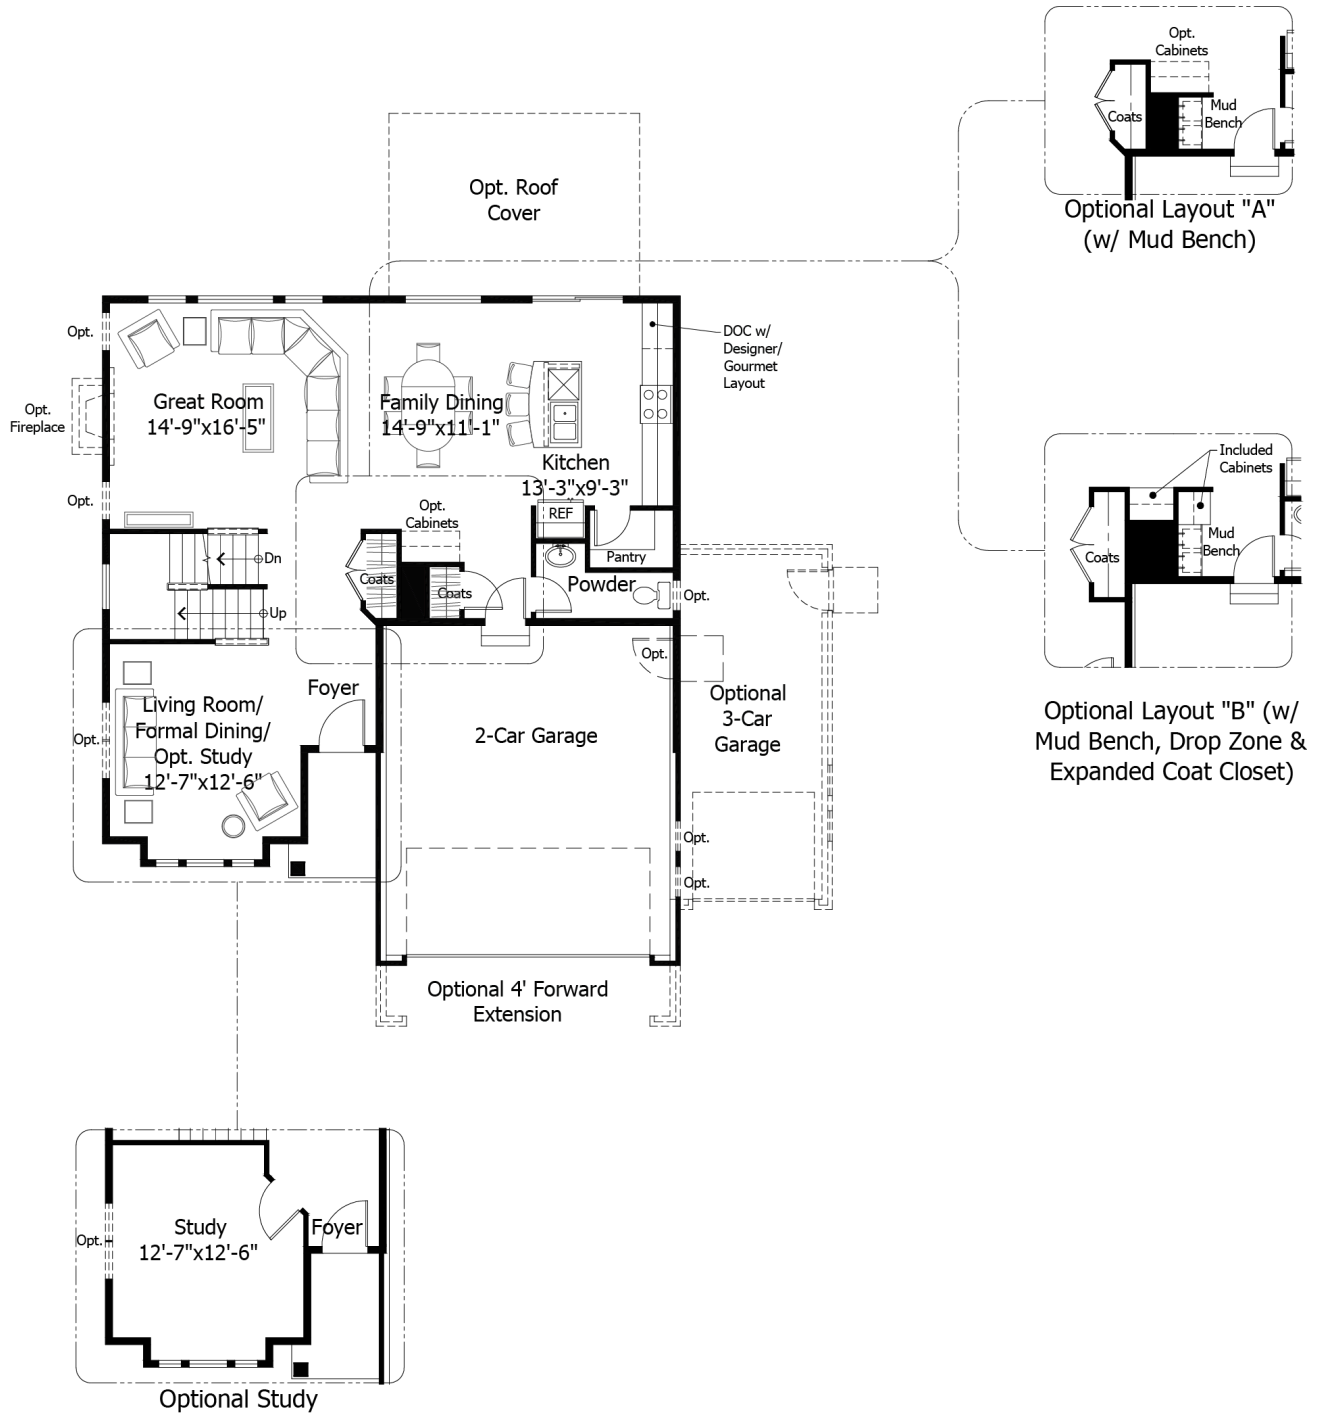 Opt.
Cabinets
Coats
Mud
Bench
Optional Layout "A"
(w/ Mud Bench)
Opt. Roof
Cover
Opt.
DOC w/
Designer/
Gourmet
Layout
Great Room
14'-9"x16'-5"
Family Dining
14'-9"x11'-1"
Opt.
Fireplace
Kitchen
13'-3"x9'-3"
Opt.
Opt.
Cabinets
REF
Pantry
Dn
Coats
Coats
Powder
Opt.
Up
Included
Cabinets
Mud
Bench
Coats
Optional Layout "B" (w/
Mud Bench, Drop Zone &
Expanded Coat Closet)
Opt.
Foyer
Living Room/
Formal Dining/
Opt. Study
12'-7"x12'-6"
Opt.
2-Car Garage
Optional
3-Car
Garage
Opt.
Opt.
Optional 4' Forward
Extension
Study
12'-7"x12'-6"
Foyer
Opt.
Optional Study